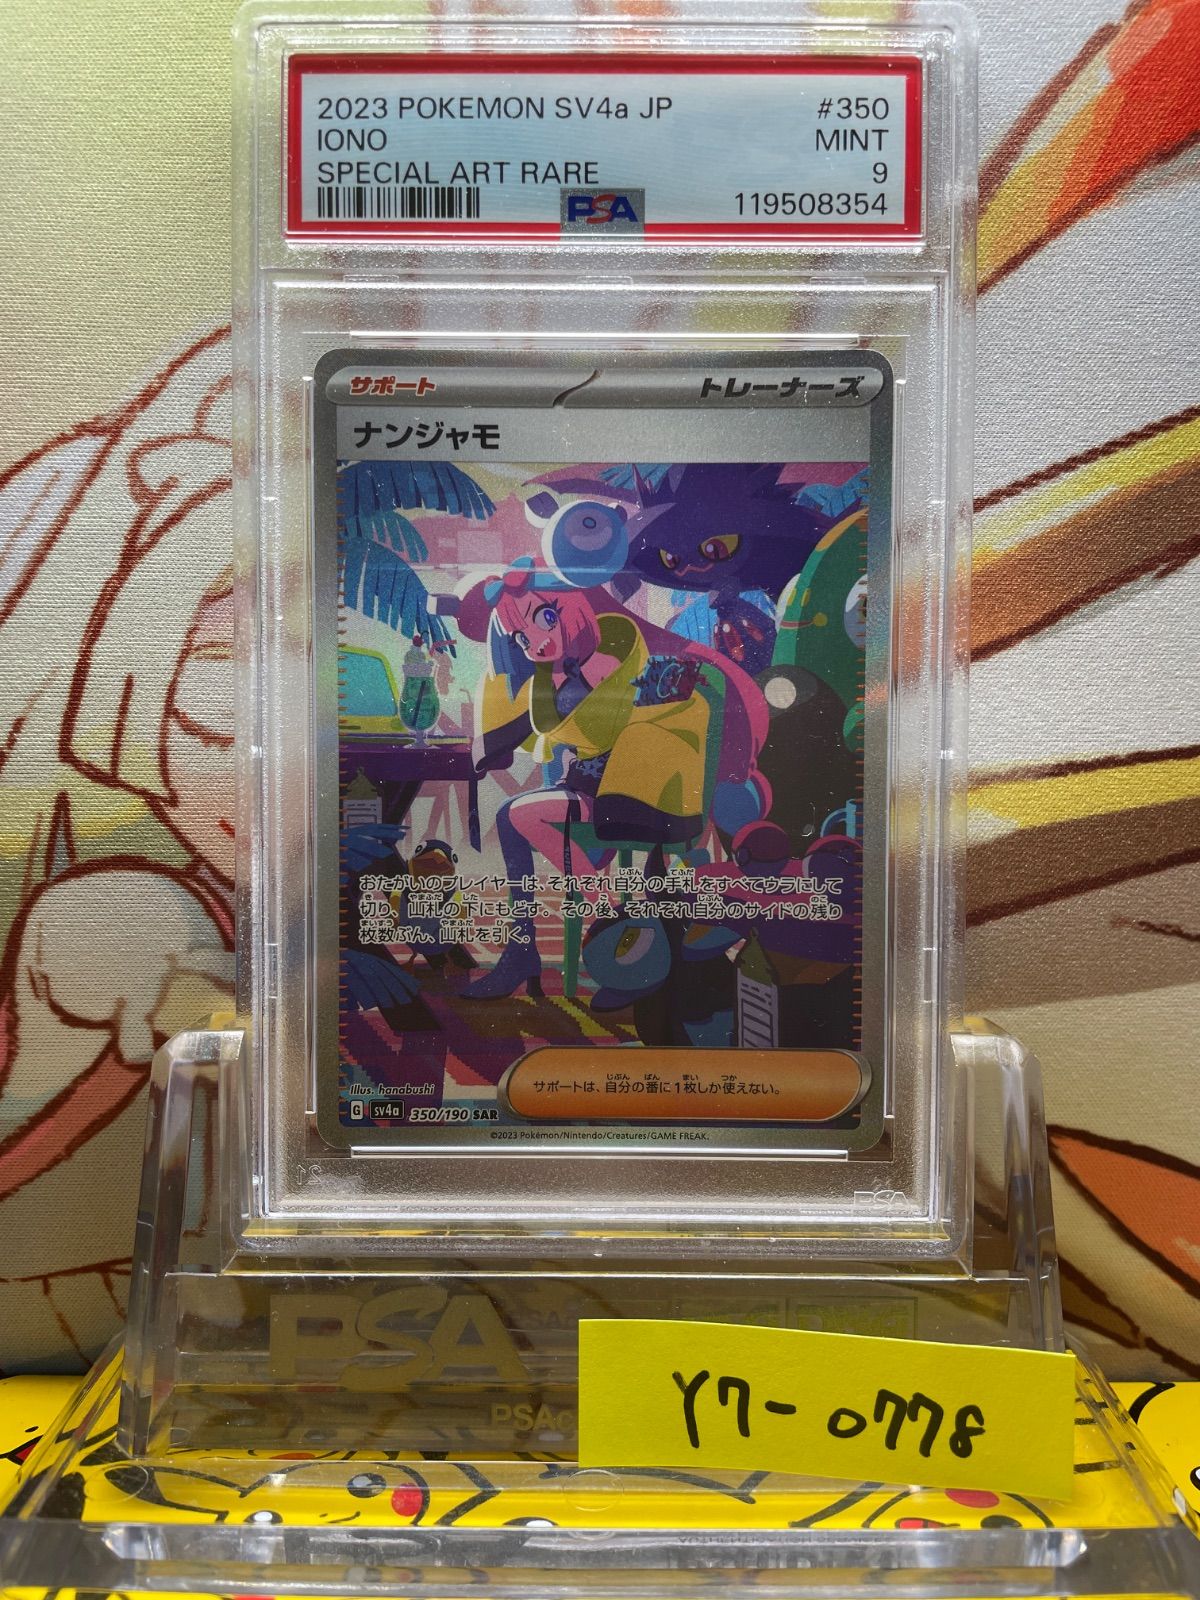 2023 POKEMON SV4a JP #350
IONO MINT
SPECIAL ART RARE 9
PSA 119508354
サポート トレーナーズ
ナンジャモ
おたがいのプレイヤーは、それぞれ自分の手札をすべてウラにして
切り、山札の下にもどす。その後、それぞれ自分のサイドの残り
枚数ぶん、山札を引く。
サポートは、自分の番に1枚しか使えない。
Illus. hanabushi
G sv4a 350/190 SAR
©2023 Pokémon/Nintendo/Creatures/GAME FREAK.
PSA
PSA
Y7-0778